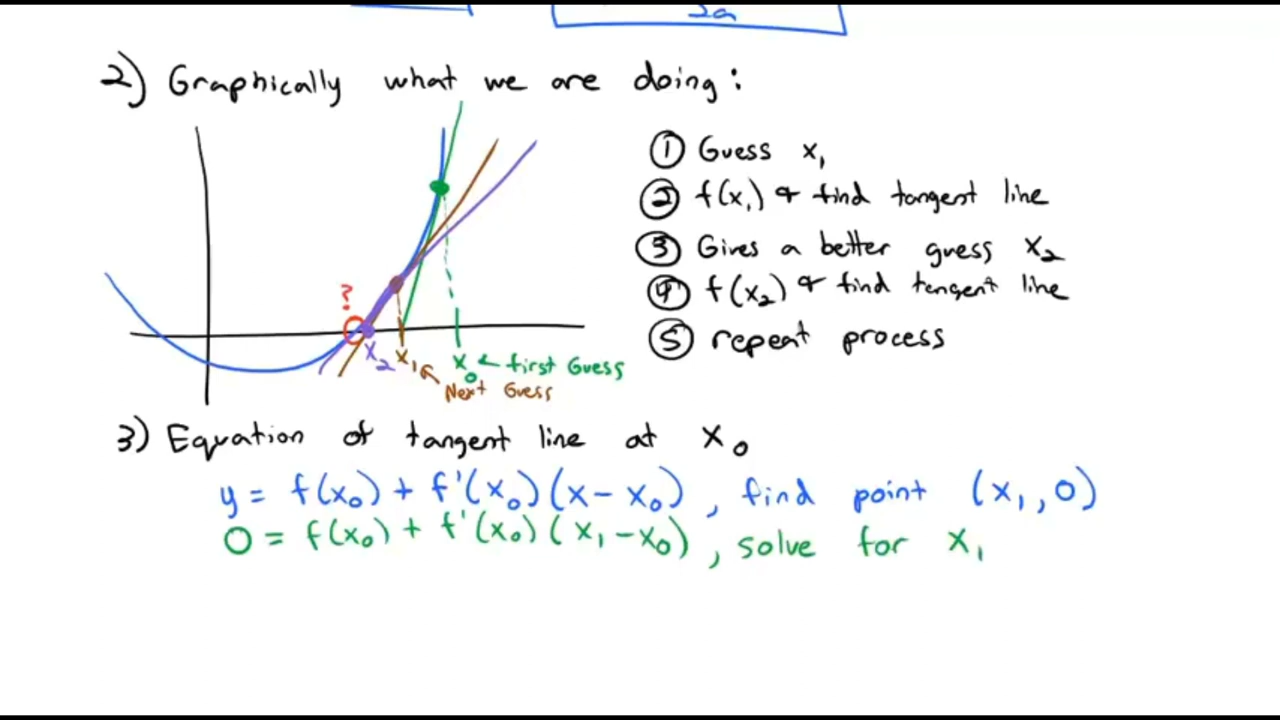 2a
2) Graphically what we are doing:
① Guess x₁
② f(x₁) & find tangent line
③ Gives a better guess x₂
④ f(x₂) & find tangent line
⑤ repeat process
?
x₂ x₁ x₀ ← first Guess
Next Guess
3) Equation of tangent line at x₀
y = f(x₀) + f'(x₀)(x - x₀), find point (x₁, 0)
0 = f(x₀) + f'(x₀)(x₁ - x₀), solve for x₁